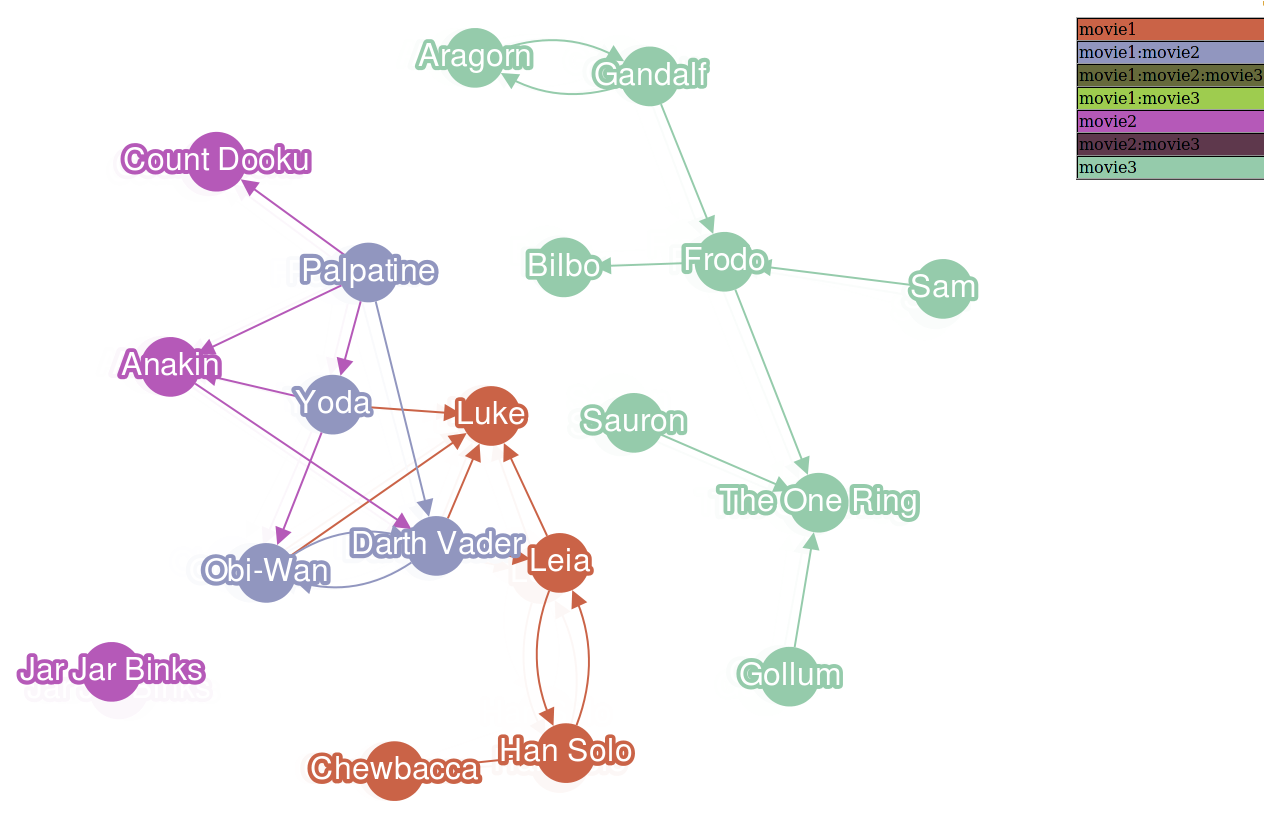 Aragorn
Gandalf
movie1
movie1:movie2
movie1:movie2:movie3
movie1:movie3
movie2
movie2:movie3
movie3
Count Dooku
Palpatine
Bilbo
Frodo
Sam
Anakin
Yoda
Luke
Sauron
The One Ring
Obi-Wan
Darth Vader
Leia
Jar Jar Binks
Gollum
Chewbacca
Han Solo